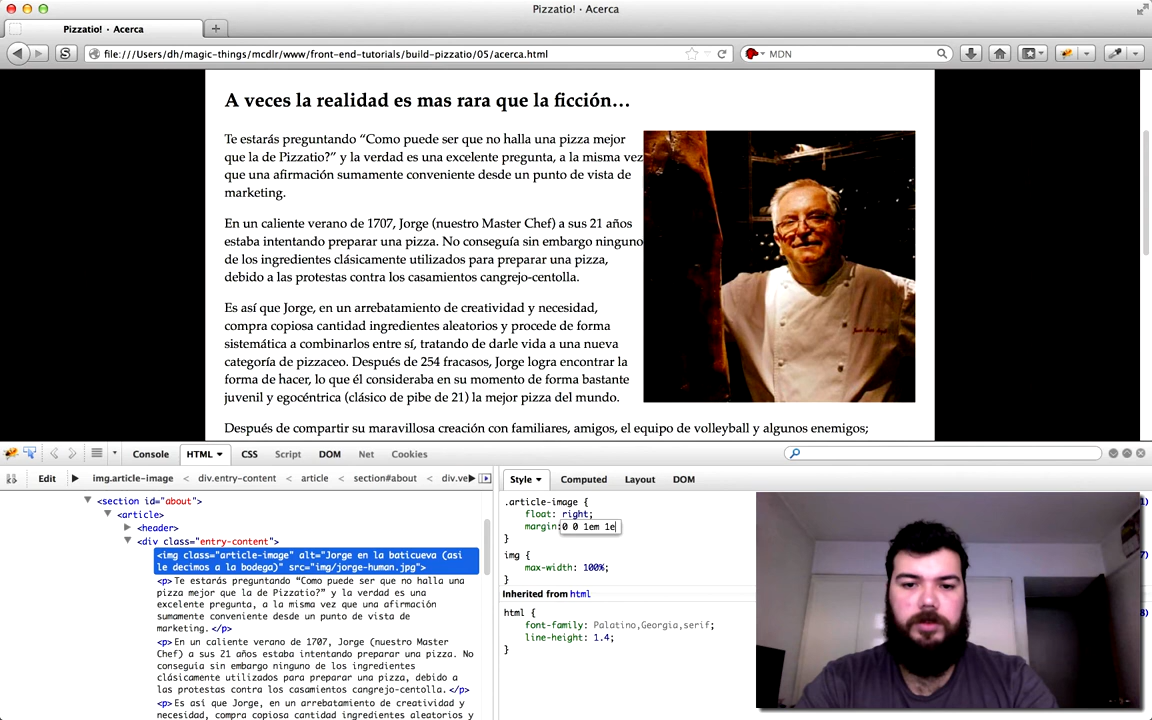 Pizzatio! · Acerca
Pizzatio! · Acerca
file:///Users/dh/magic-things/mcdlr/www/front-end-tutorials/build-pizzatio/05/acerca.html
MDN
A veces la realidad es mas rara que la ficción…
Te estarás preguntando “Como puede ser que no halla una pizza mejor
que la de Pizzatio?” y la verdad es una excelente pregunta, a la misma vez
que una afirmación sumamente conveniente desde un punto de vista de
marketing.
En un caliente verano de 1707, Jorge (nuestro Master Chef) a sus 21 años
estaba intentando preparar una pizza. No conseguía sin embargo ninguno
de los ingredientes clásicamente utilizados para preparar una pizza,
debido a las protestas contra los casamientos cangrejo-centolla.
Es así que Jorge, en un arrebatamiento de creatividad y necesidad,
compra copiosa cantidad ingredientes aleatorios y procede de forma
sistemática a combinarlos entre sí, tratando de darle vida a una nueva
categoría de pizzaceo. Después de 254 fracasos, Jorge logra encontrar la
forma de hacer, lo que él consideraba en su momento de forma bastante
juvenil y egocéntrica (clásico de pibe de 21) la mejor pizza del mundo.
Después de compartir su maravillosa creación con familiares, amigos, el equipo de volleyball y algunos enemigos;
Console HTML CSS Script DOM Net Cookies
Edit img.article-image < div.entry-content < article < section#about < div.ve
Style Computed Layout DOM
<section id="about">
<article>
<header>
<div class="entry-content">
<img class="article-image" alt="Jorge en la baticueva (asi
le decimos a la bodega)" src="img/jorge-human.jpg">
<p>Te estarás preguntando “Como puede ser que no halla una
pizza mejor que la de Pizzatio?” y la verdad es una
excelente pregunta, a la misma vez que una afirmación
sumamente conveniente desde un punto de vista de
marketing.</p>
<p>En un caliente verano de 1707, Jorge (nuestro Master
Chef) a sus 21 años estaba intentando preparar una pizza. No
conseguía sin embargo ninguno de los ingredientes
clásicamente utilizados para preparar una pizza, debido a
las protestas contra los casamientos cangrejo-centolla.</p>
<p>Es así que Jorge, en un arrebatamiento de creatividad y
necesidad, compra copiosa cantidad ingredientes aleatorios y
.article-image {
float: right;
margin: 0 0 1em 1e
}
img {
max-width: 100%;
}
Inherited from html
html {
font-family: Palatino,Georgia,serif;
line-height: 1.4;
}